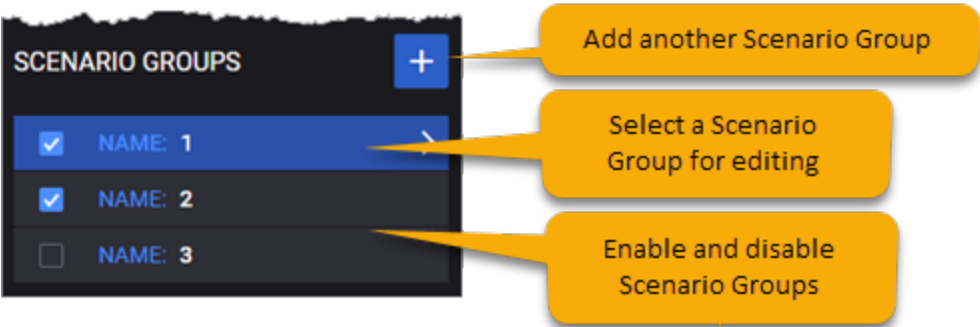 SCENARIO GROUPS
+
Add another Scenario Group
NAME: 1
Select a Scenario
Group for editing
NAME: 2
NAME: 3
Enable and disable
Scenario Groups